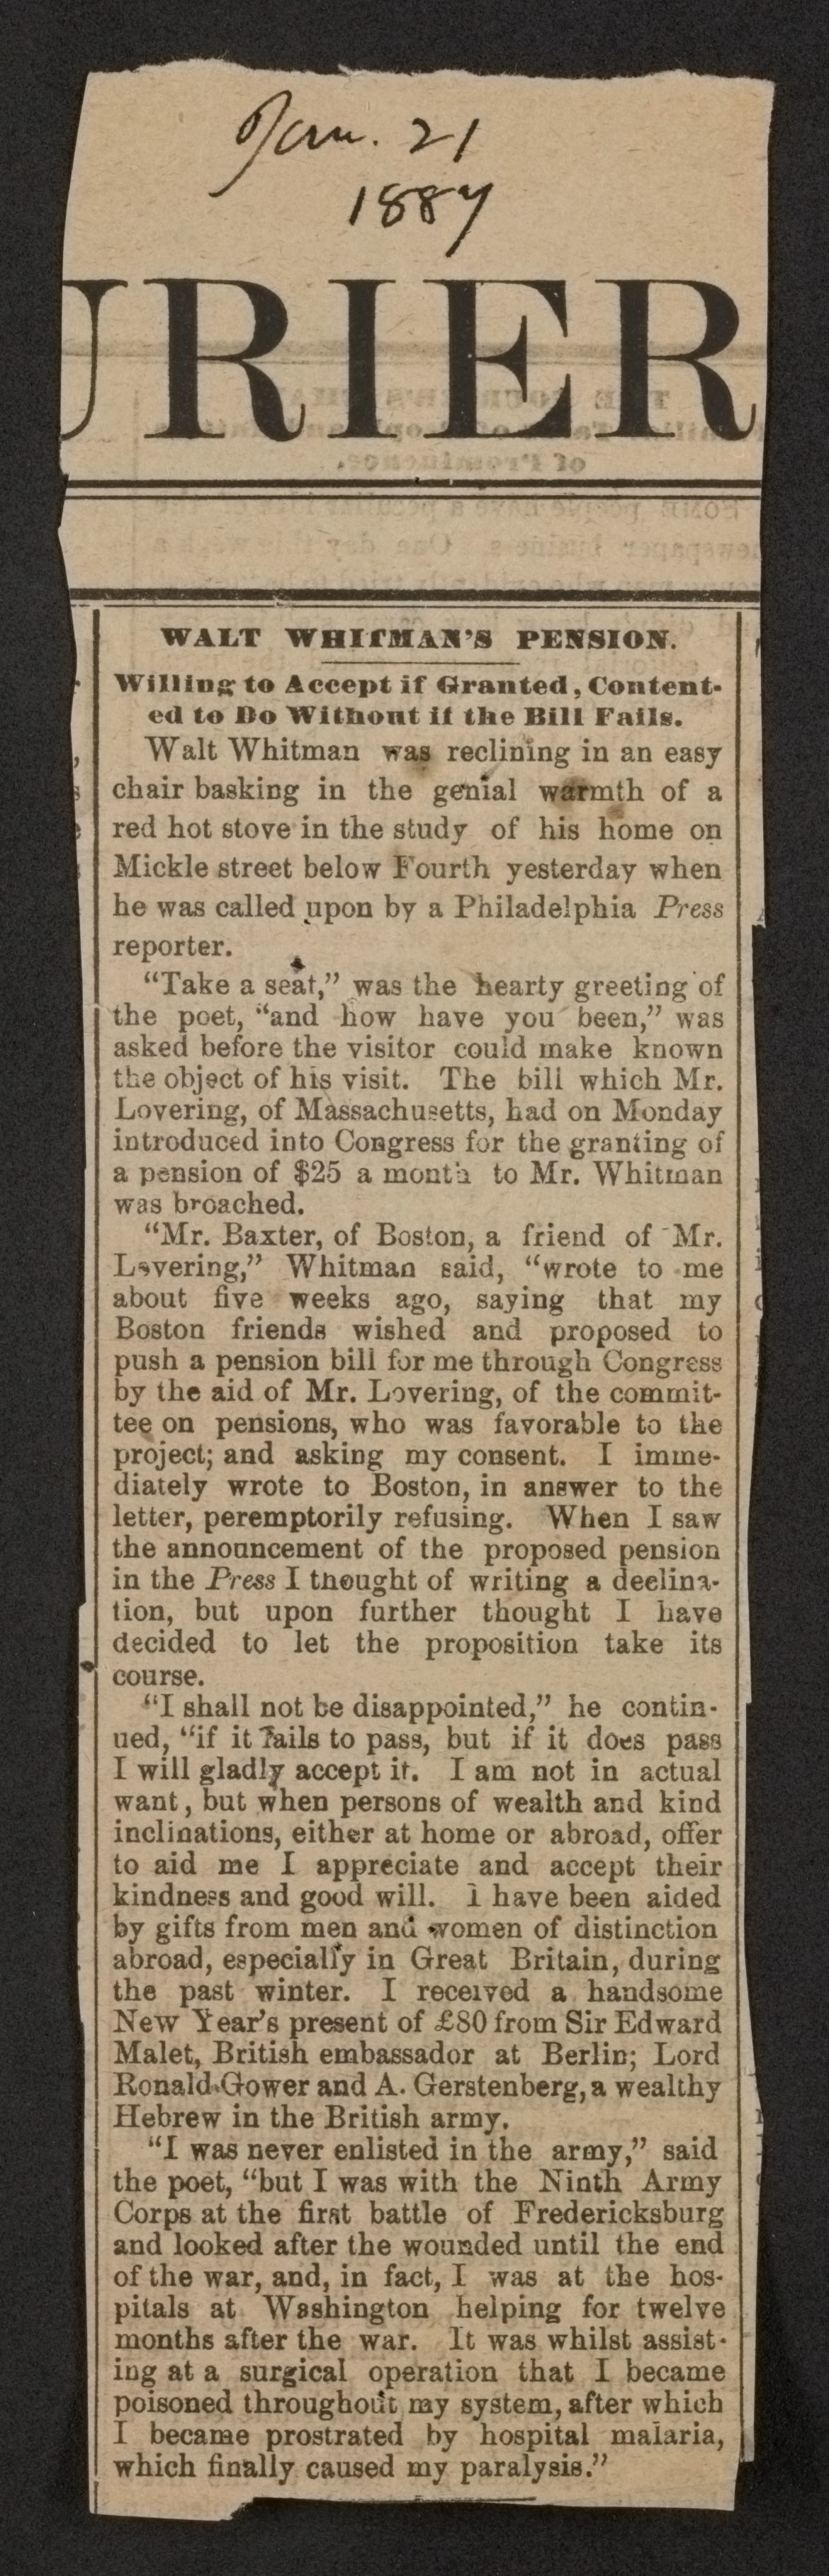 Jan. 21
1887
URIER
WALT WHITMAN'S PENSION.
Willing to Accept if Granted, Content-
ed to Do Without if the Bill Fails.
Walt Whitman was reclining in an easy
chair basking in the genial warmth of a
red hot stove in the study of his home on
Mickle street below Fourth yesterday when
he was called upon by a Philadelphia Press
reporter.
"Take a seat," was the hearty greeting of
the poet, "and how have you been," was
asked before the visitor could make known
the object of his visit. The bill which Mr.
Lovering, of Massachusetts, had on Monday
introduced into Congress for the granting of
a pension of $25 a month to Mr. Whitman
was broached.
"Mr. Baxter, of Boston, a friend of Mr.
Lovering," Whitman said, "wrote to me
about five weeks ago, saying that my
Boston friends wished and proposed to
push a pension bill for me through Congress
by the aid of Mr. Lovering, of the commit-
tee on pensions, who was favorable to the
project; and asking my consent. I imme-
diately wrote to Boston, in answer to the
letter, peremptorily refusing. When I saw
the announcement of the proposed pension
in the Press I thought of writing a declina-
tion, but upon further thought I have
decided to let the proposition take its
course.
"I shall not be disappointed," he contin-
ued, "if it fails to pass, but if it does pass
I will gladly accept it. I am not in actual
want, but when persons of wealth and kind
inclinations, either at home or abroad, offer
to aid me I appreciate and accept their
kindness and good will. I have been aided
by gifts from men and women of distinction
abroad, especially in Great Britain, during
the past winter. I received a handsome
New Year's present of £80 from Sir Edward
Malet, British embassador at Berlin; Lord
Ronald Gower and A. Gerstenberg, a wealthy
Hebrew in the British army.
"I was never enlisted in the army," said
the poet, "but I was with the Ninth Army
Corps at the first battle of Fredericksburg
and looked after the wounded until the end
of the war, and, in fact, I was at the hos-
pitals at Washington helping for twelve
months after the war. It was whilst assist-
ing at a surgical operation that I became
poisoned throughout my system, after which
I became prostrated by hospital malaria,
which finally caused my paralysis."